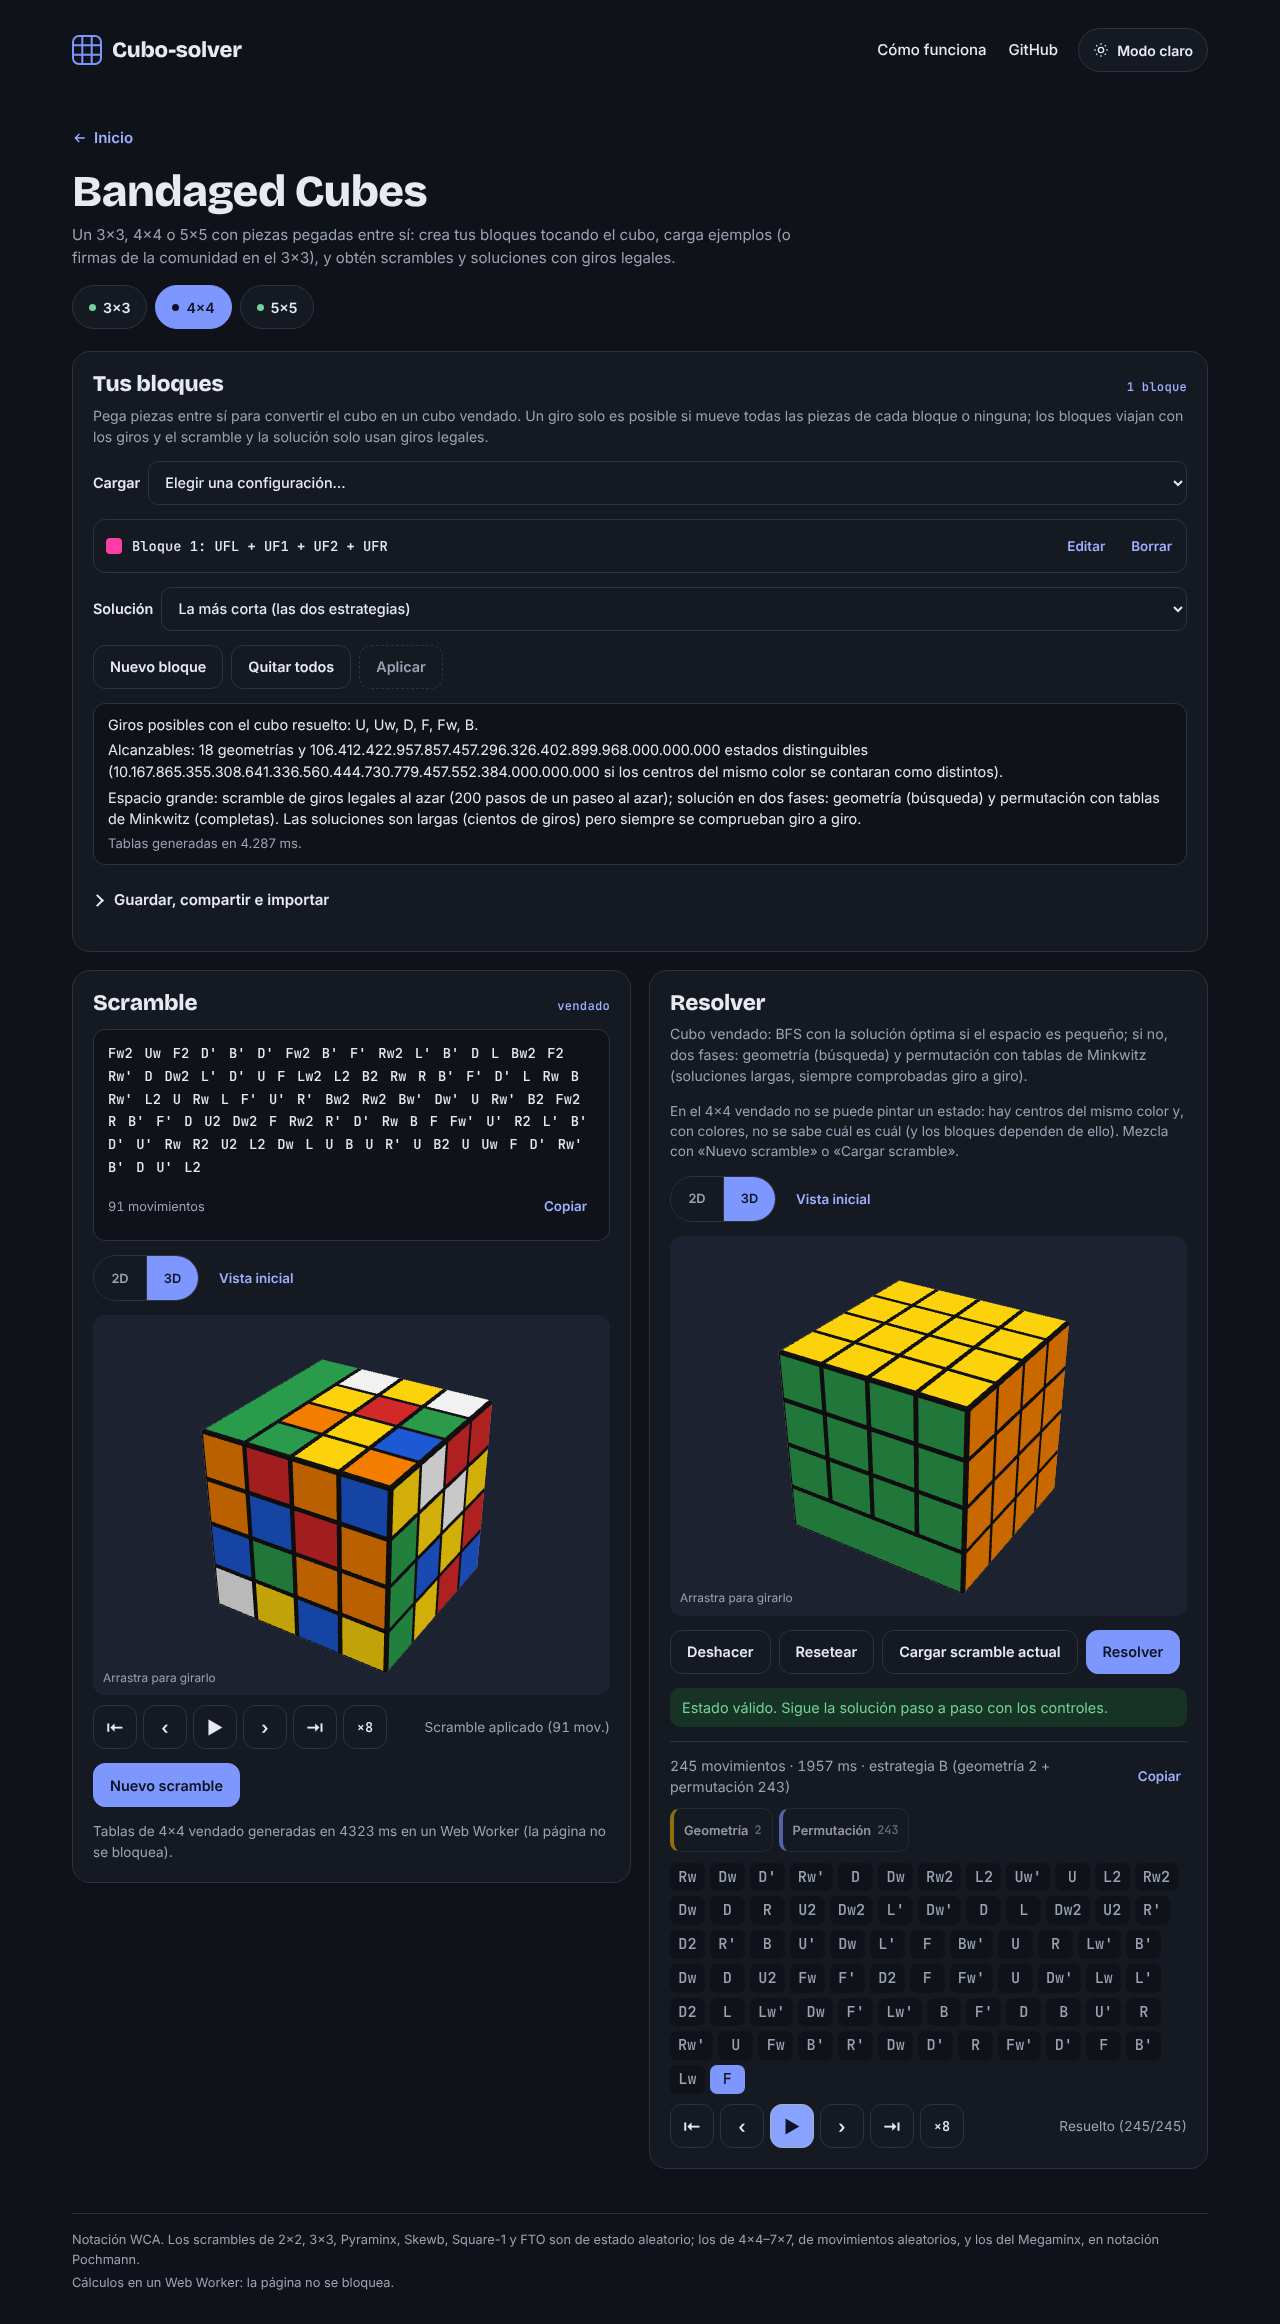 Cubo-solver
Cómo funciona
GitHub
Modo claro
← Inicio
Bandaged Cubes
Un 3×3, 4×4 o 5×5 con piezas pegadas entre sí: crea tus bloques tocando el cubo, carga ejemplos (o
firmas de la comunidad en el 3×3), y obtén scrambles y soluciones con giros legales.
3×3
4×4
5×5
Tus bloques
1 bloque
Pega piezas entre sí para convertir el cubo en un cubo vendado. Un giro solo es posible si mueve todas las piezas de cada bloque o ninguna; los bloques viajan con
los giros y el scramble y la solución solo usan giros legales.
Cargar
Elegir una configuración...
Bloque 1: UFL + UF1 + UF2 + UFR
Editar
Borrar
Solución
La más corta (las dos estrategias)
Nuevo bloque
Quitar todos
Aplicar
Giros posibles con el cubo resuelto: U, Uw, D, F, Fw, B.
Alcanzables: 18 geometrías y 106.412.422.957.857.457.296.326.402.899.968.000.000.000 estados distinguibles
(10.167.865.355.308.641.336.560.444.730.779.457.552.384.000.000.000 si los centros del mismo color se contaran como distintos).
Espacio grande: scramble de giros legales al azar (200 pasos de un paseo al azar); solución en dos fases: geometría (búsqueda) y permutación con tablas
de Minkwitz (completas). Las soluciones son largas (cientos de giros) pero siempre se comprueban giro a giro.
Tablas generadas en 4.287 ms.
Guardar, compartir e importar
Scramble
vendado
Fw2 Uw F2 D' B' D' Fw2 B' F' Rw2 L' B' D L Bw2 F2
Rw' D Dw2 L' D' U F Lw2 L2 B2 Rw R B' F' D' L Rw B
Rw' L2 U Rw L F' U' R' Bw2 Rw2 Bw' Dw' U Rw' B2 Fw2
R B' F' D U2 Dw2 F Rw2 R' D' Rw B F Fw' U' R2 L' B'
D' U' Rw R2 U2 L2 Dw L U B U R' U B2 U Uw F D' Rw'
B' D U' L2
91 movimientos
Copiar
2D
3D
Vista inicial
Arrastra para girarlo
×8
Scramble aplicado (91 mov.)
Nuevo scramble
Tablas de 4×4 vendado generadas en 4323 ms en un Web Worker (la página no
se bloquea).
Resolver
Cubo vendado: BFS con la solución óptima si el espacio es pequeño; si no,
dos fases: geometría (búsqueda) y permutación con tablas de Minkwitz
(soluciones largas, siempre comprobadas giro a giro).
En el 4×4 vendado no se puede pintar un estado: hay centros del mismo color y,
con colores, no se sabe cuál es cuál (y los bloques dependen de ello). Mezcla
con «Nuevo scramble» o «Cargar scramble».
2D
3D
Vista inicial
Arrastra para girarlo
Deshacer
Resetear
Cargar scramble actual
Resolver
Estado válido. Sigue la solución paso a paso con los controles.
245 movimientos · 1957 ms · estrategia B (geometría 2 +
permutación 243)
Copiar
Geometría 2
Permutación 243
Rw Dw D' Rw' D Dw Rw2 L2 Uw' U L2 Rw2
Dw D R U2 Dw2 L' Dw' D L Dw2 U2 R'
D2 R' B U' Dw L' F Bw' U R Lw' B'
Dw D U2 Fw F' D2 F Fw' U Dw' Lw L'
D2 L Lw' Dw F' Lw' B F' D B U' R
Rw' U Fw B' R' Dw D' R Fw' D' F B'
Lw F
×8
Resuelto (245/245)
Notación WCA. Los scrambles de 2×2, 3×3, Pyraminx, Skewb, Square-1 y FTO son de estado aleatorio; los de 4×4–7×7, de movimientos aleatorios, y los del Megaminx, en notación
Pochmann.
Cálculos en un Web Worker: la página no se bloquea.